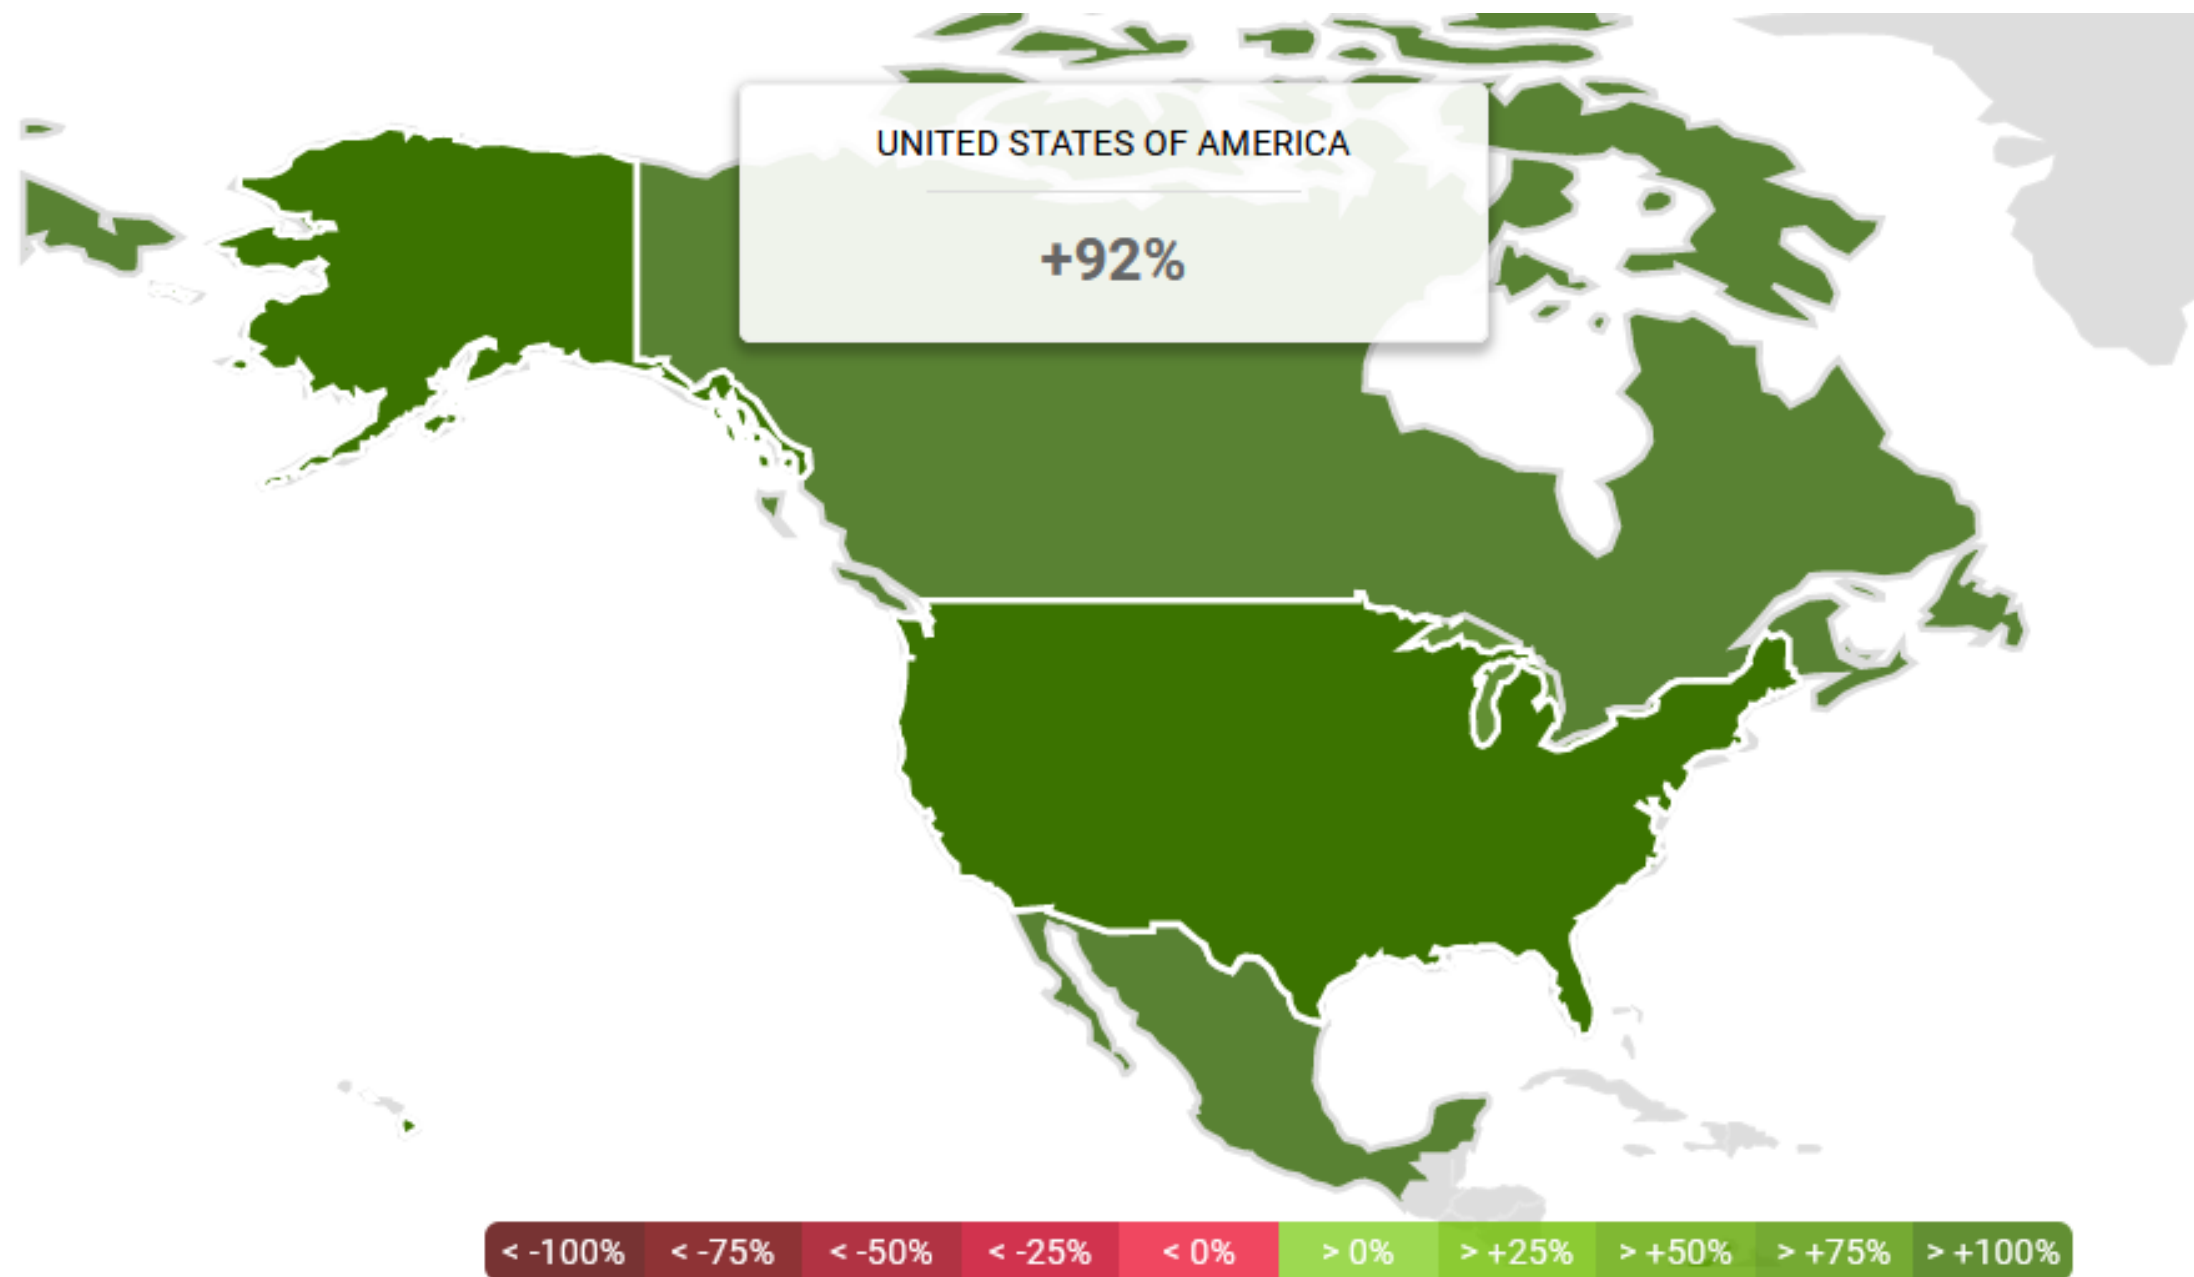 UNITED STATES OF AMERICA
+92%
< -100% < -75% < -50% < -25% < 0% > 0% > +25% > +50% > +75% > +100%